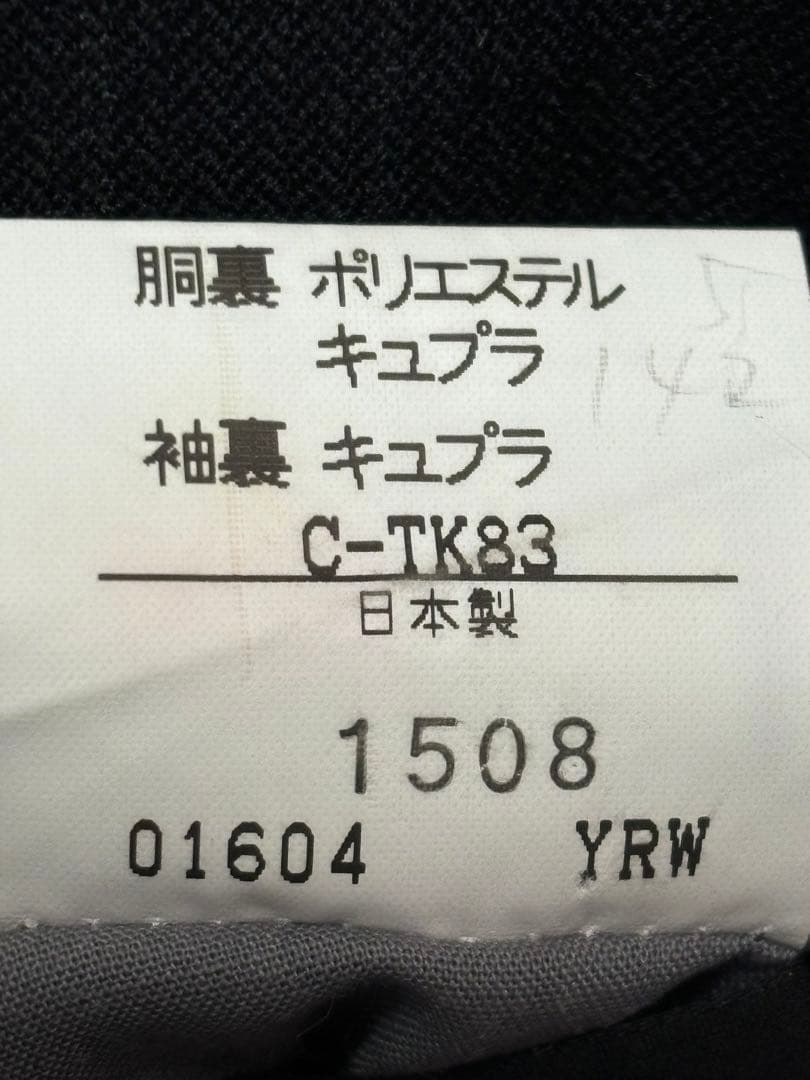 胴裏 ポリエステル
キュプラ
袖裏 キュプラ
C-TK83
日本製
1508
01604 YRW
142